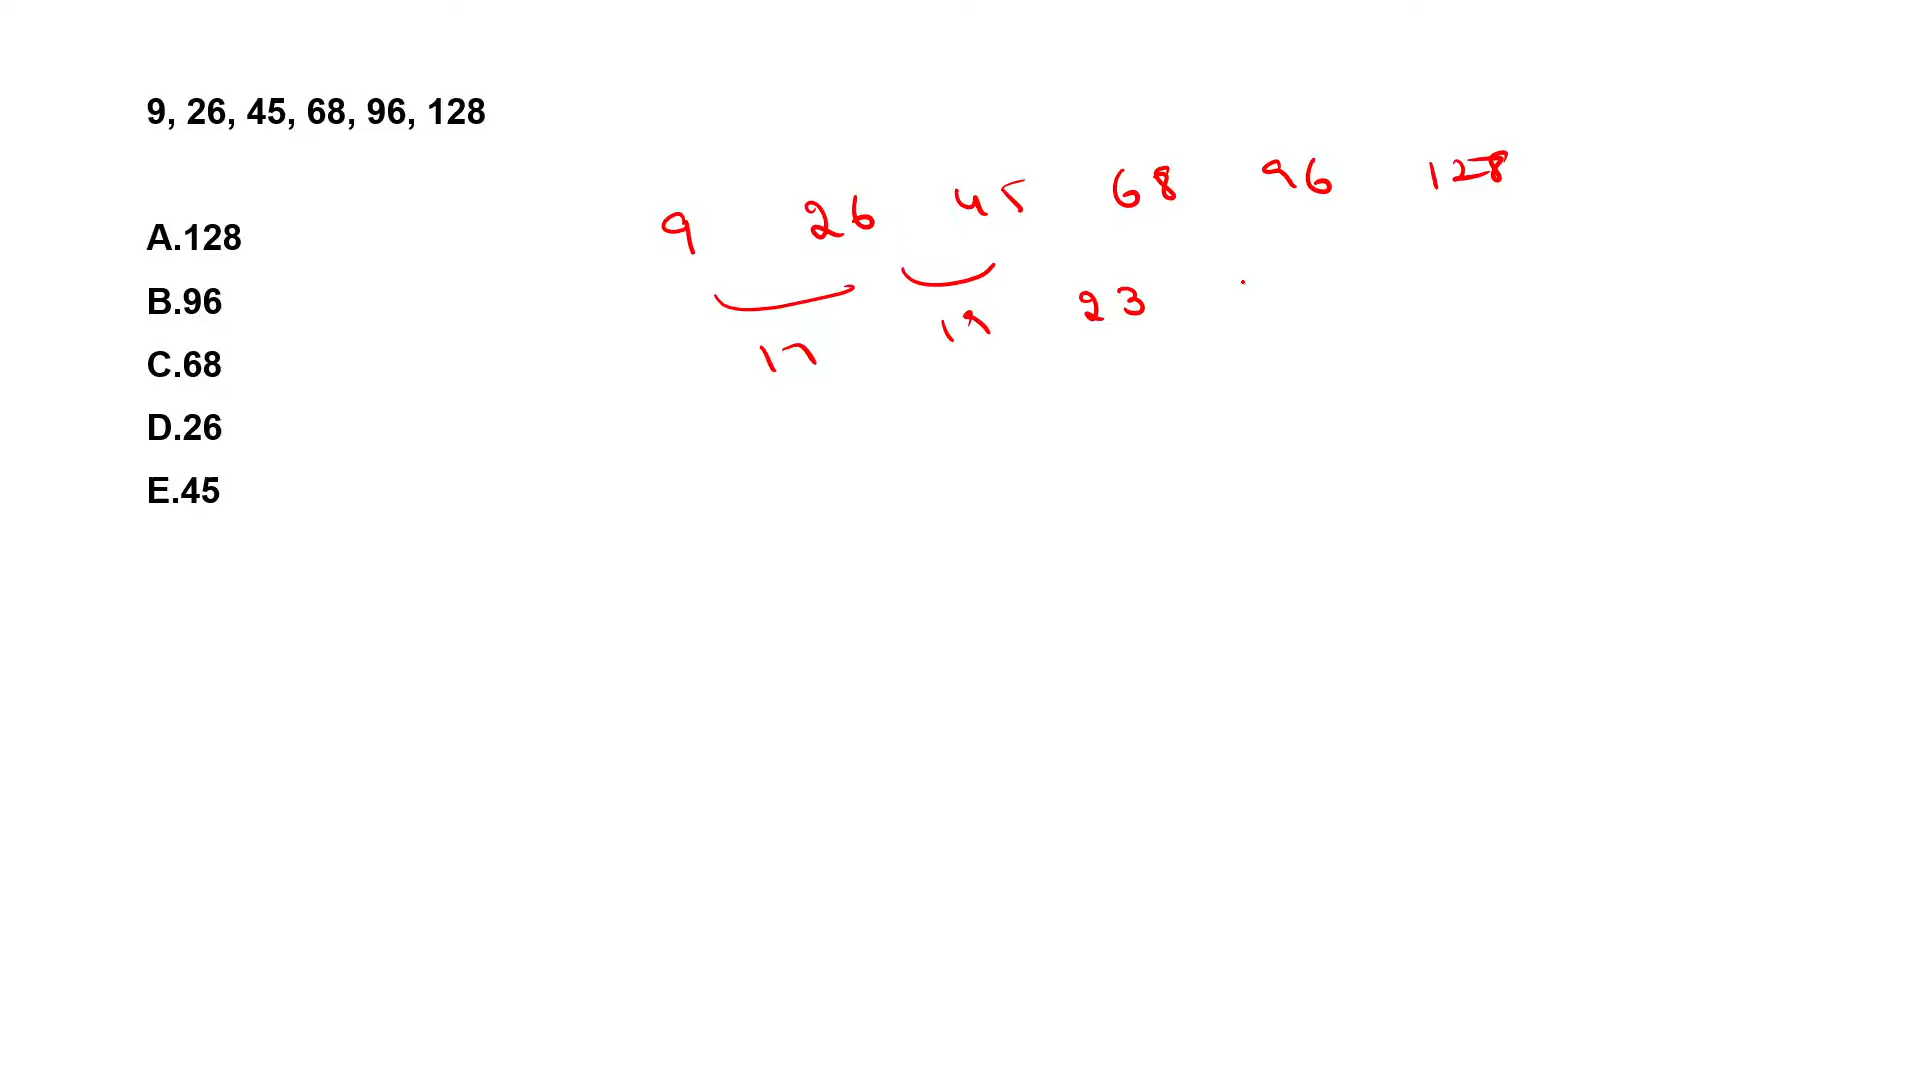 9, 26, 45, 68, 96, 128
9 26 45 68 96 128
17 19 23
A.128
B.96
C.68
D.26
E.45